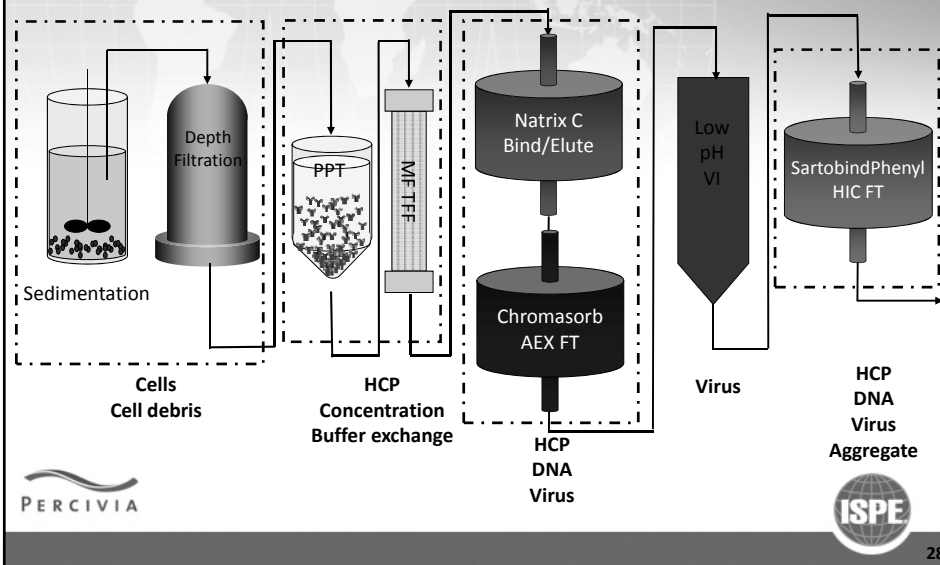 Sedimentation
Depth
Filtration
Cells
Cell debris
PPT
MF TFF
HCP
Concentration
Buffer exchange
Natrix C
Bind/Elute
Chromasorb
AEX FT
HCP
DNA
Virus
Low
pH
VI
Virus
SartobindPhenyl
HIC FT
HCP
DNA
Virus
Aggregate
PERCIVIA
ISPE
28